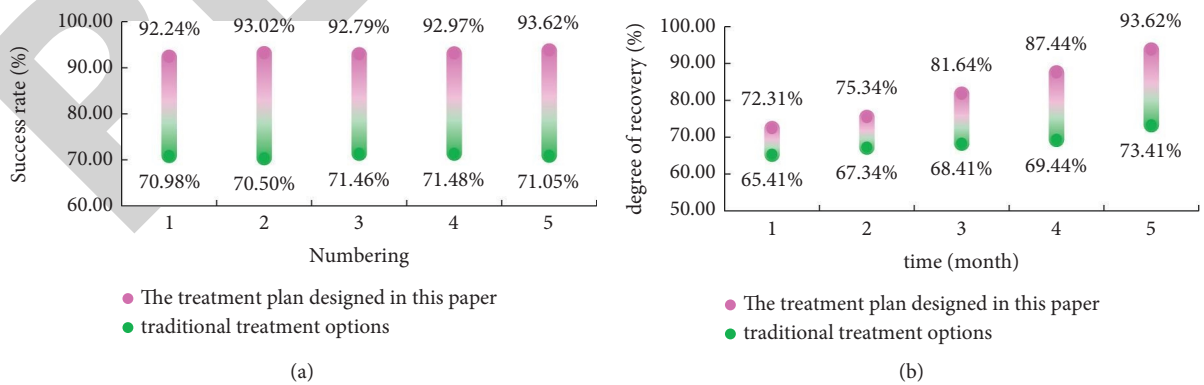 Success rate (%)
100.00
90.00
80.00
70.00
60.00
92.24%
93.02%
92.79%
92.97%
93.62%
70.98%
70.50%
71.46%
71.48%
71.05%
1 2 3 4 5
Numbering
The treatment plan designed in this paper
traditional treatment options
(a)
degree of recovery (%)
100.00
90.00
80.00
70.00
60.00
50.00
72.31%
75.34%
81.64%
87.44%
93.62%
65.41%
67.34%
68.41%
69.44%
73.41%
1 2 3 4 5
time (month)
The treatment plan designed in this paper
traditional treatment options
(b)